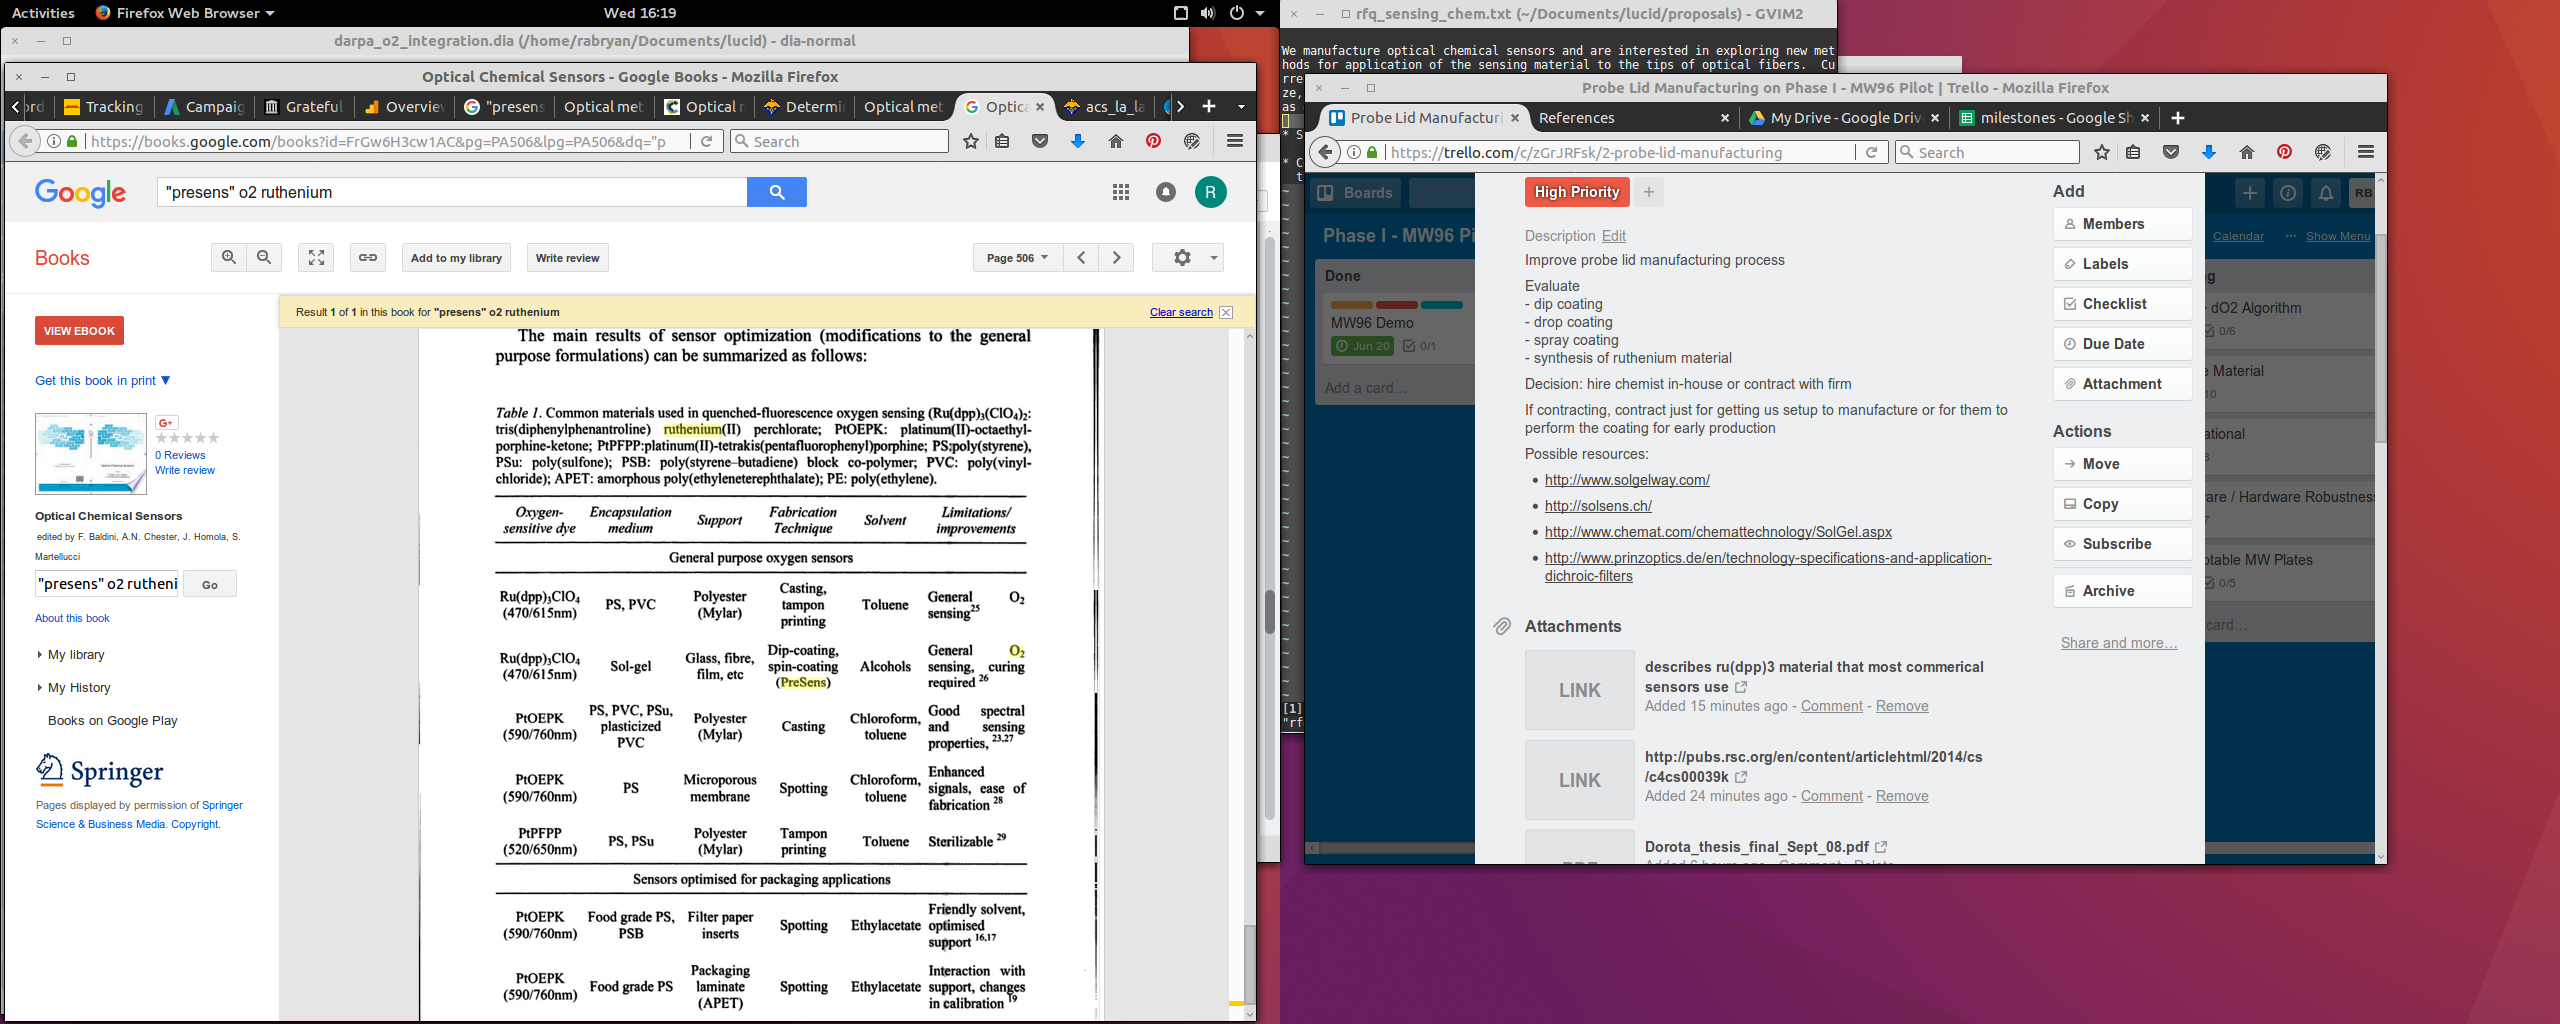 Activities
Firefox Web Browser
Wed 16:19
darpa_o2_integration.dia (/home/rabryan/Documents/lucid) - dia-normal
Optical Chemical Sensors - Google Books - Mozilla Firefox
Tracking
Campaig
Grateful
Overvie
"presens
Optical met
Optical
Determi
Optical met
Optic
acs_la_la
https://books.google.com/books?id=FrGw6H3cw1AC&pg=PA506&lpg=PA506&dq="p
Search
Google
"presens" o2 ruthenium
R
Books
Add to my library
Write review
Page 506
VIEW EBOOK
Get this book in print ▼
G+
0 Reviews
Write review
Optical Chemical Sensors
edited by F. Baldini, A.N. Chester, J. Homola, S.
Martellucci
"presens" o2 rutheni
Go
About this book
My library
My History
Books on Google Play
Springer
Pages displayed by permission of Springer
Science & Business Media. Copyright.
Result 1 of 1 in this book for "presens" o2 ruthenium
Clear search
The main results of sensor optimization (modifications to the general
purpose formulations) can be summarized as follows:
Table 1. Common materials used in quenched-fluorescence oxygen sensing (Ru(dpp)3(ClO4)2:
tris(diphenylphenantroline) ruthenium(II) perchlorate; PtOEPK: platinum(II)-octaethyl-
porphine-ketone; PtPFPP:platinum(II)-tetrakis(pentafluorophenyl)porphine; PS:poly(styrene),
PSu: poly(sulfone); PSB: poly(styrene–butadiene) block co-polymer; PVC: poly(vinyl-
chloride); APET: amorphous poly(ethyleneterephthalate); PE: poly(ethylene).
Oxygen- Encapsulation Support Fabrication Solvent Limitations/
sensitive dye medium Technique improvements
General purpose oxygen sensors
Ru(dpp)3ClO4 (470/615nm) PS, PVC Polyester (Mylar) Casting, tampon printing Toluene General O2 sensing25
Ru(dpp)3ClO4 (470/615nm) Sol-gel Glass, fibre, film, etc Dip-coating, spin-coating (PreSens) Alcohols General O2 sensing, curing required 26
PtOEPK (590/760nm) PS, PVC, PSu, plasticized PVC Polyester (Mylar) Casting Chloroform, toluene Good spectral and sensing properties, 23,27
PtOEPK (590/760nm) PS Microporous membrane Spotting Chloroform, toluene Enhanced signals, ease of fabrication 28
PtPFPP (520/650nm) PS, PSu Polyester (Mylar) Tampon printing Toluene Sterilizable 29
Sensors optimised for packaging applications
PtOEPK (590/760nm) Food grade PS, PSB Filter paper inserts Spotting Ethylacetate Friendly solvent, optimised support 16,17
PtOEPK (590/760nm) Food grade PS Packaging laminate (APET) Spotting Ethylacetate Interaction with support, changes in calibration 19
rfq_sensing_chem.txt (~/Documents/lucid/proposals) - GVIM2
We manufacture optical chemical sensors and are interested in exploring new met
hods for application of the sensing material to the tips of optical fibers. Cu
rre
ze,
as
* S
* C
t
[1]
"rf
Probe Lid Manufacturing on Phase I - MW96 Pilot | Trello - Mozilla Firefox
Probe Lid Manufacturi
References
My Drive - Google Driv
milestones - Google Sh
https://trello.com/c/zGrJRFsk/2-probe-lid-manufacturing
Search
Boards
RB
Phase I - MW96 Pi
Calendar
Show Menu
Done
MW96 Demo
Jun 20
0/1
Add a card…
High Priority
Description Edit
Improve probe lid manufacturing process
Evaluate
- dip coating
- drop coating
- spray coating
- synthesis of ruthenium material
Decision: hire chemist in-house or contract with firm
If contracting, contract just for getting us setup to manufacture or for them to
perform the coating for early production
Possible resources:
http://www.solgelway.com/
http://solsens.ch/
http://www.chemat.com/chemattechnology/SolGel.aspx
http://www.prinzoptics.de/en/technology-specifications-and-application-
dichroic-filters
Attachments
LINK
describes ru(dpp)3 material that most commerical
sensors use
Added 15 minutes ago - Comment - Remove
LINK
http://pubs.rsc.org/en/content/articlehtml/2014/cs
/c4cs00039k
Added 24 minutes ago - Comment - Remove
Dorota_thesis_final_Sept_08.pdf
Add
Members
Labels
Checklist
Due Date
Attachment
Actions
Move
Copy
Subscribe
Archive
Share and more…
dO2 Algorithm
0/6
Material
10
ational
are / Hardware Robustness
7
otable MW Plates
0/5
card…